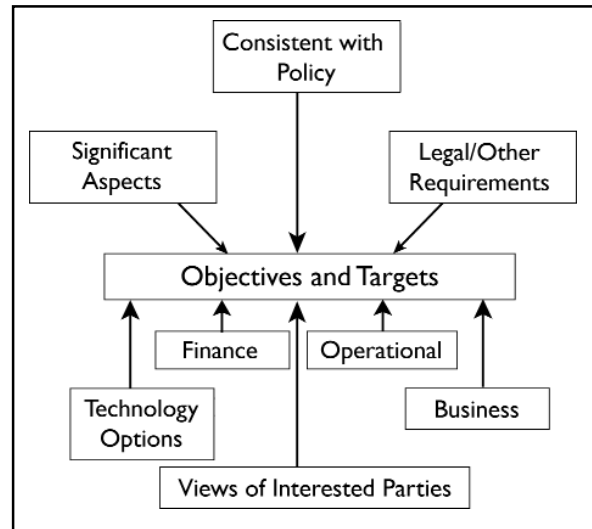 Consistent with
Policy
Significant
Aspects
Legal/Other
Requirements
Objectives and Targets
Finance
Operational
Technology
Options
Business
Views of Interested Parties